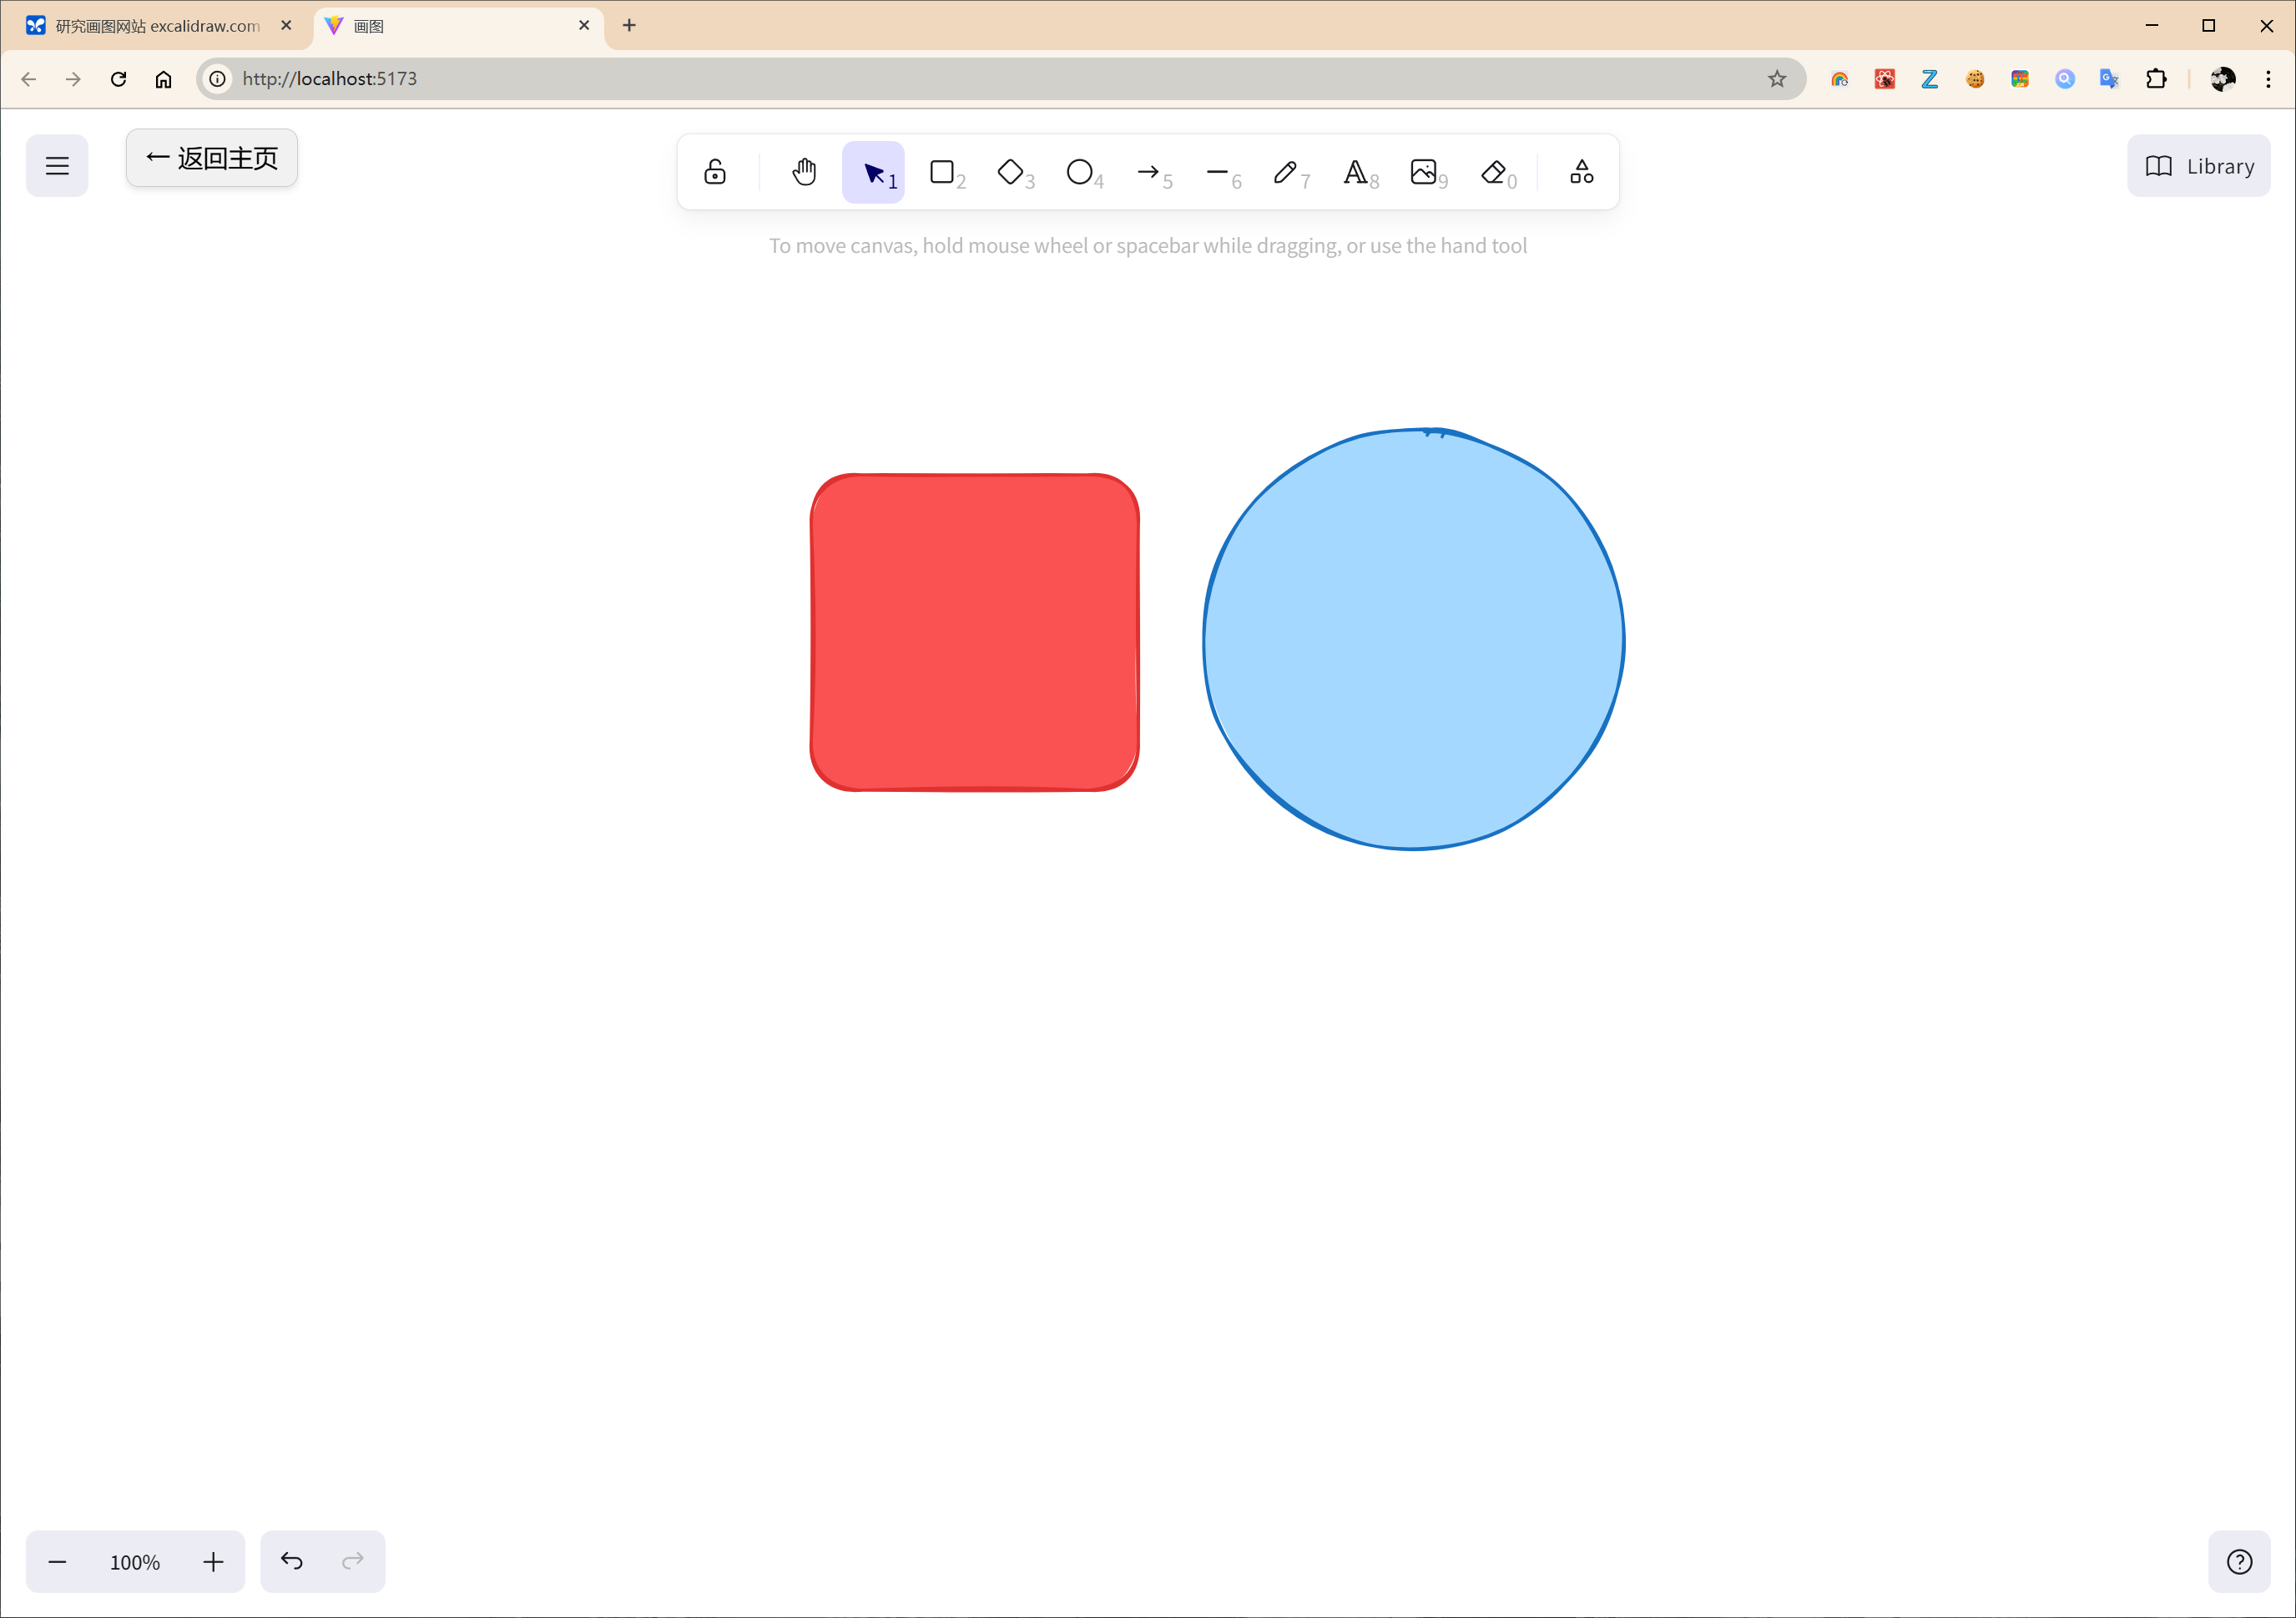 研究画图网站 excalidraw.com
画图
http://localhost:5173
← 返回主页
1 2 3 4 5 6 7 8 9 0
Library
To move canvas, hold mouse wheel or spacebar while dragging, or use the hand tool
100%